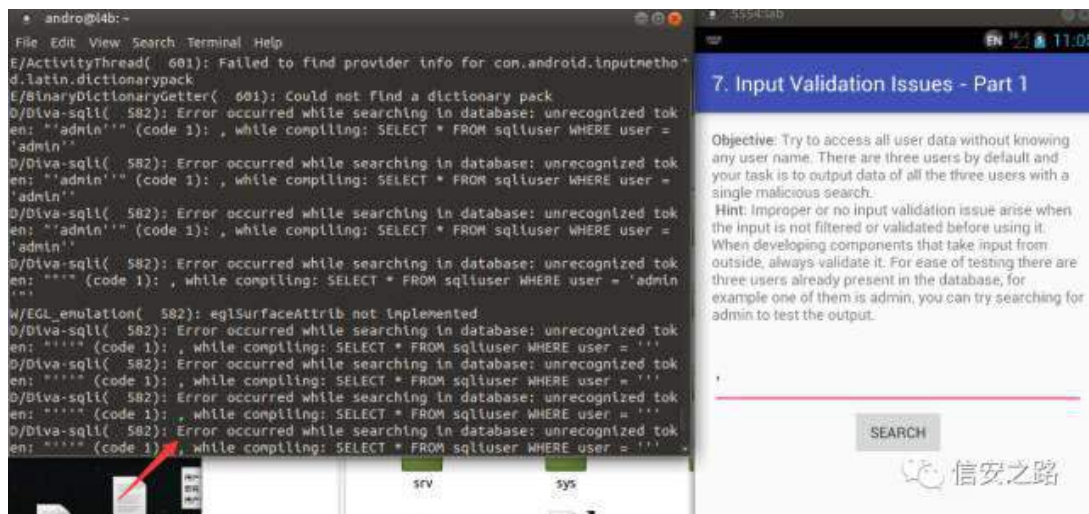 andro@l4b: ~
File Edit View Search Terminal Help
E/ActivityThread( 601): Failed to find provider info for com.android.inputmetho
d.latin.dictionarypack
E/BinaryDictionaryGetter( 601): Could not find a dictionary pack
D/Diva-sqli( 582): Error occurred while searching in database: unrecognized tok
en: "'admin''" (code 1): , while compiling: SELECT * FROM sqliuser WHERE user =
'admin''
D/Diva-sqli( 582): Error occurred while searching in database: unrecognized tok
en: "'admin''" (code 1): , while compiling: SELECT * FROM sqliuser WHERE user =
'admin''
D/Diva-sqli( 582): Error occurred while searching in database: unrecognized tok
en: "'admin''" (code 1): , while compiling: SELECT * FROM sqliuser WHERE user =
'admin''
D/Diva-sqli( 582): Error occurred while searching in database: unrecognized tok
en: "'"'" (code 1): , while compiling: SELECT * FROM sqliuser WHERE user = 'admin
'"'
W/EGL_emulation( 582): eglSurfaceAttrib not implemented
D/Diva-sqli( 582): Error occurred while searching in database: unrecognized tok
en: "'''" (code 1): , while compiling: SELECT * FROM sqliuser WHERE user = '''
D/Diva-sqli( 582): Error occurred while searching in database: unrecognized tok
en: "'''" (code 1): , while compiling: SELECT * FROM sqliuser WHERE user = '''
D/Diva-sqli( 582): Error occurred while searching in database: unrecognized tok
en: "'''" (code 1): , while compiling: SELECT * FROM sqliuser WHERE user = '''
D/Diva-sqli( 582): Error occurred while searching in database: unrecognized tok
en: "'''" (code 1): , while compiling: SELECT * FROM sqliuser WHERE user = '''
srv
sys
5554:lab
EN
11:05
7. Input Validation Issues - Part 1
Objective: Try to access all user data without knowing
any user name. There are three users by default and
your task is to output data of all the three users with a
single malicious search.
Hint: Improper or no input validation issue arise when
the input is not filtered or validated before using it.
When developing components that take input from
outside, always validate it. For ease of testing there are
three users already present in the database, for
example one of them is admin, you can try searching for
admin to test the output.
'
SEARCH
信安之路